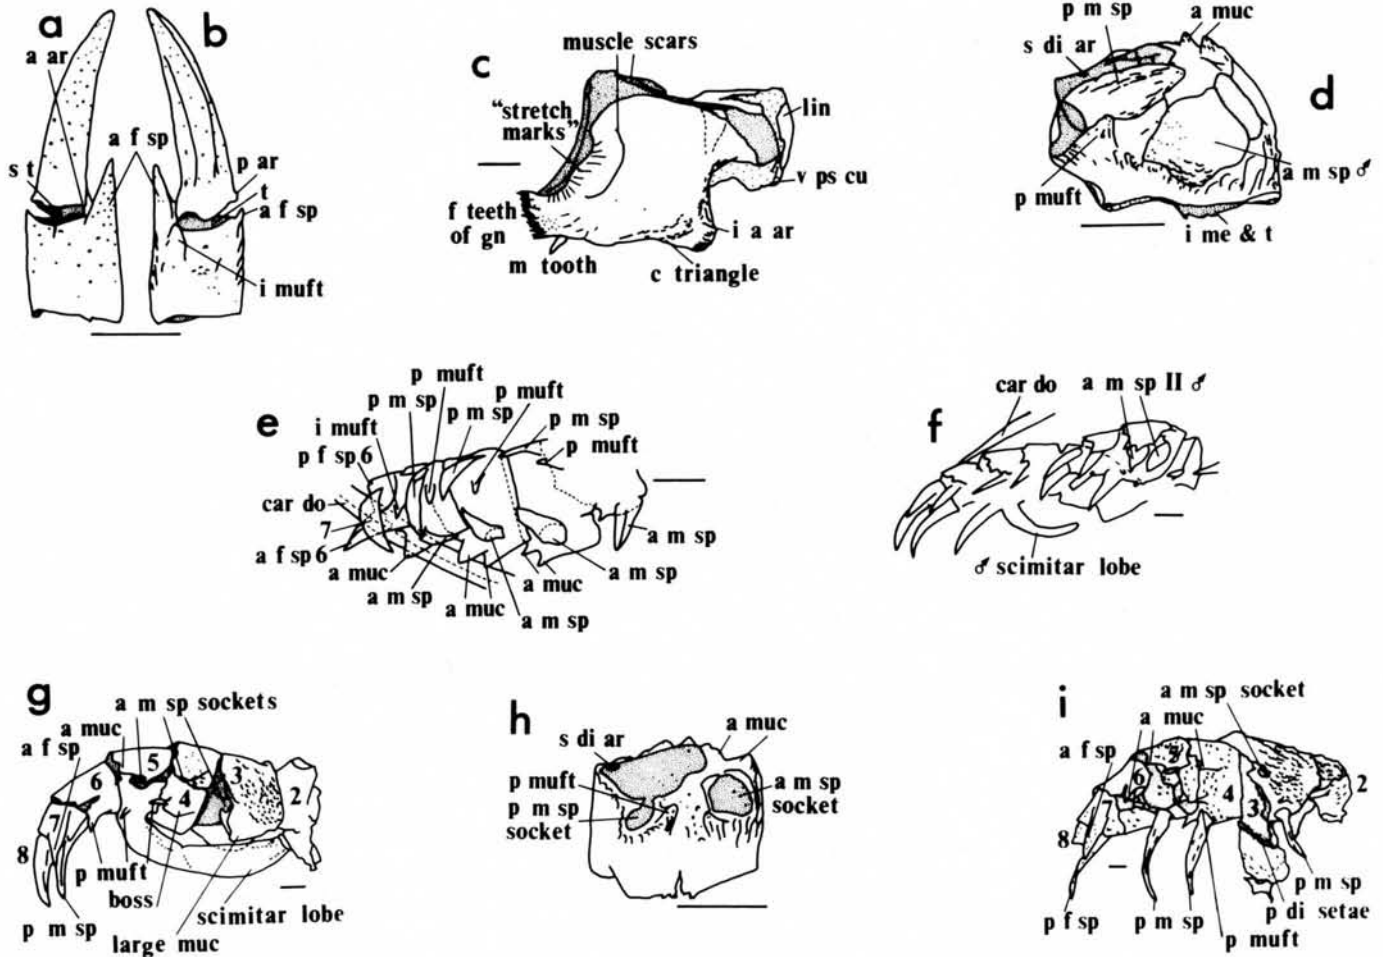 a
b
a ar
a f sp
s t
p ar
t
a f sp
i muft
c
muscle scars
"stretch
marks"
lin
v ps cu
f teeth
of gn
i a ar
m tooth
c triangle
p m sp
a muc
s di ar
d
a m sp ♂
p muft
i me & t
e
p muft
p m sp
p muft
p m sp
p m sp
i muft
p muft
p f sp 6
car do
7
a f sp 6
a muc
a m sp
a muc
a m sp
a muc
a m sp
a m sp
f
car do
a m sp II ♂
♂ scimitar lobe
g
a m sp sockets
a muc
a f sp
6
5
4
3
2
7
8
p muft
boss
scimitar lobe
p m sp
large muc
h
a muc
s di ar
p muft
p m sp
socket
a m sp
socket
i
a m sp socket
a muc
a f sp
5
6
4
3
2
7
8
p m sp
p di setae
p f sp
p m sp
p m sp
p muft